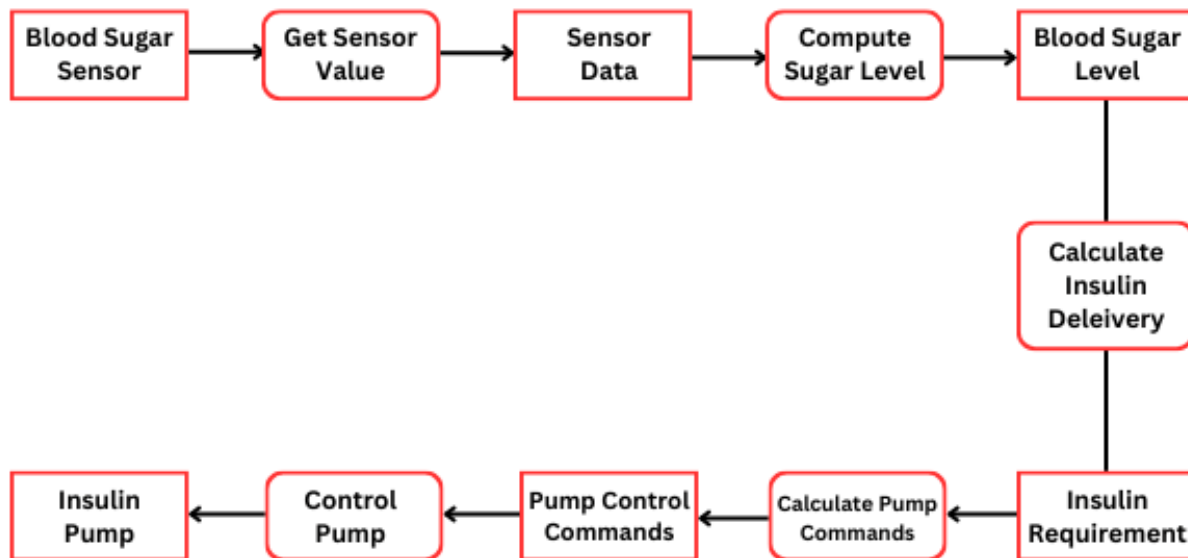 Blood Sugar
Sensor
Get Sensor
Value
Sensor
Data
Compute
Sugar Level
Blood Sugar
Level
Calculate
Insulin
Deleivery
Insulin
Requirement
Calculate Pump
Commands
Pump Control
Commands
Control
Pump
Insulin
Pump